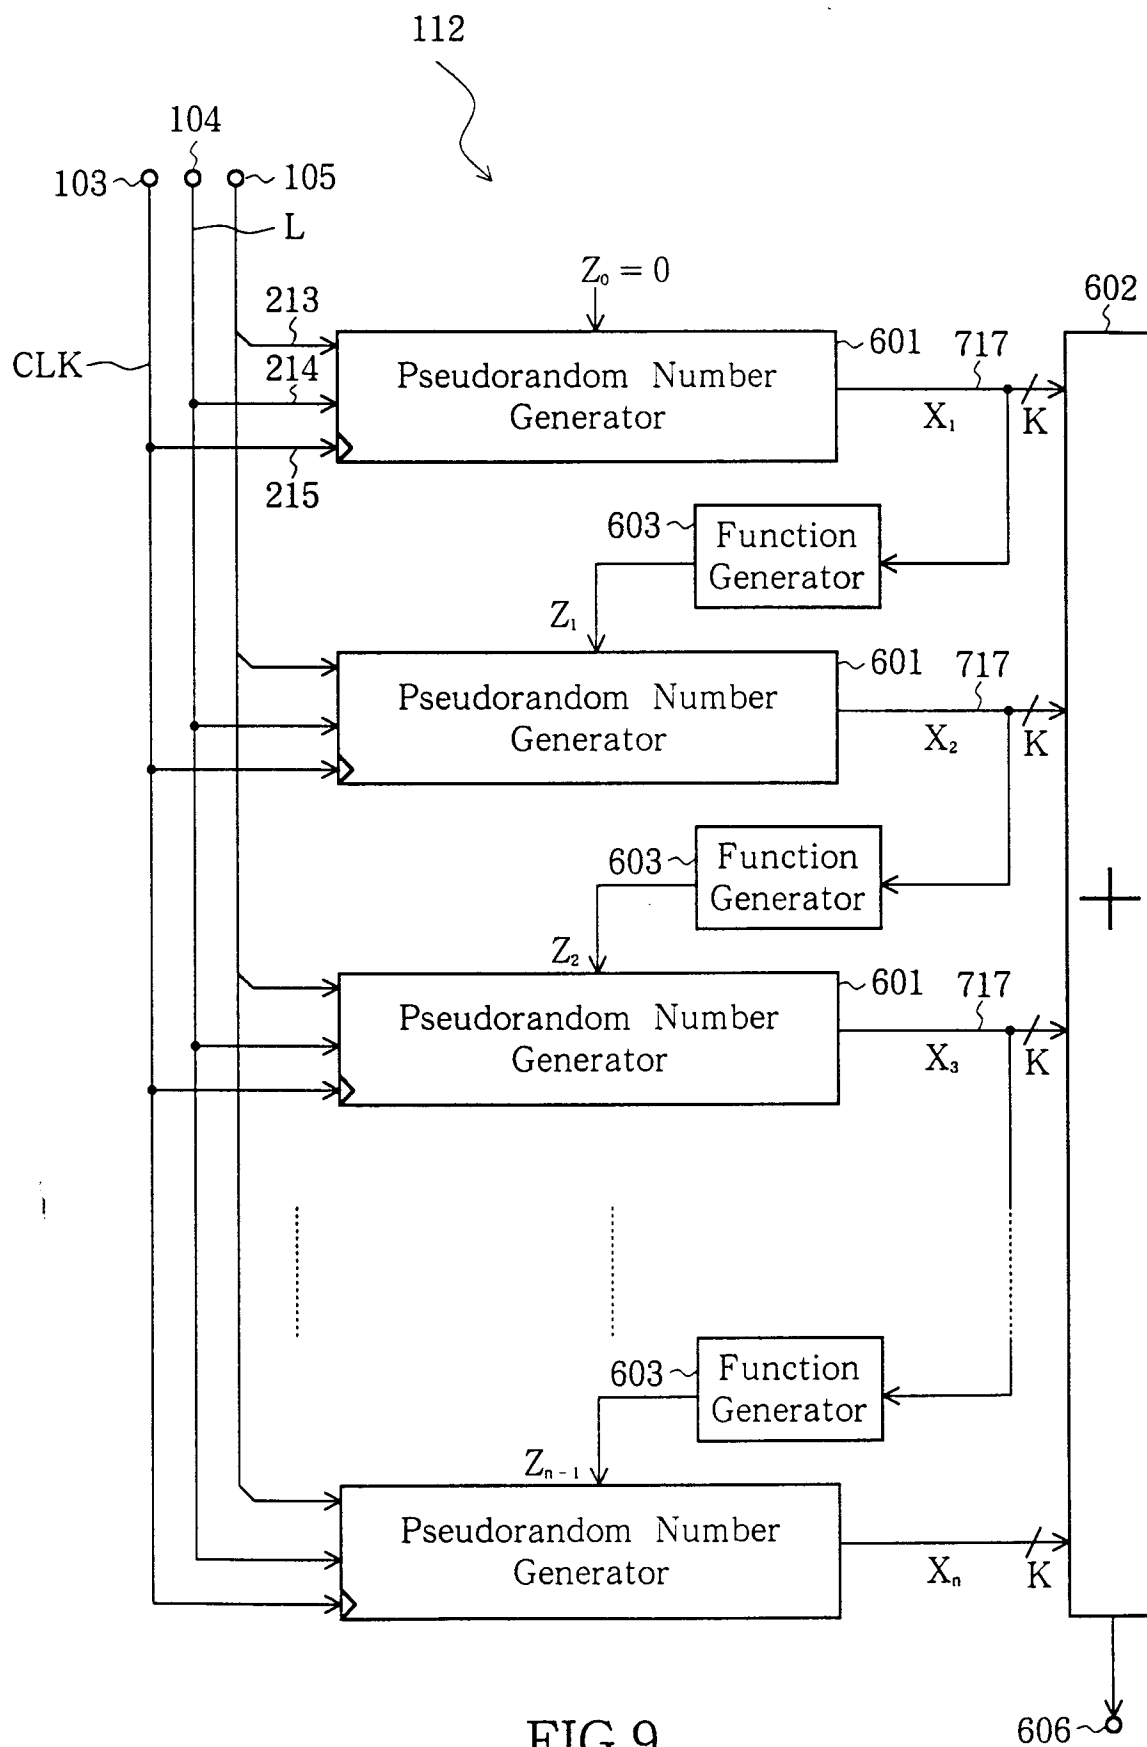 112
104
103
105
L
Z₀ = 0
602
213
601
717
CLK
Pseudorandom Number
Generator
214
X₁
K
215
603
Function
Generator
Z₁
601
717
Pseudorandom Number
Generator
X₂
K
603
Function
Generator
+
Z₂
601
717
Pseudorandom Number
Generator
X₃
K
603
Function
Generator
Zₙ₋₁
Pseudorandom Number
Generator
Xₙ
K
606
FIG.9